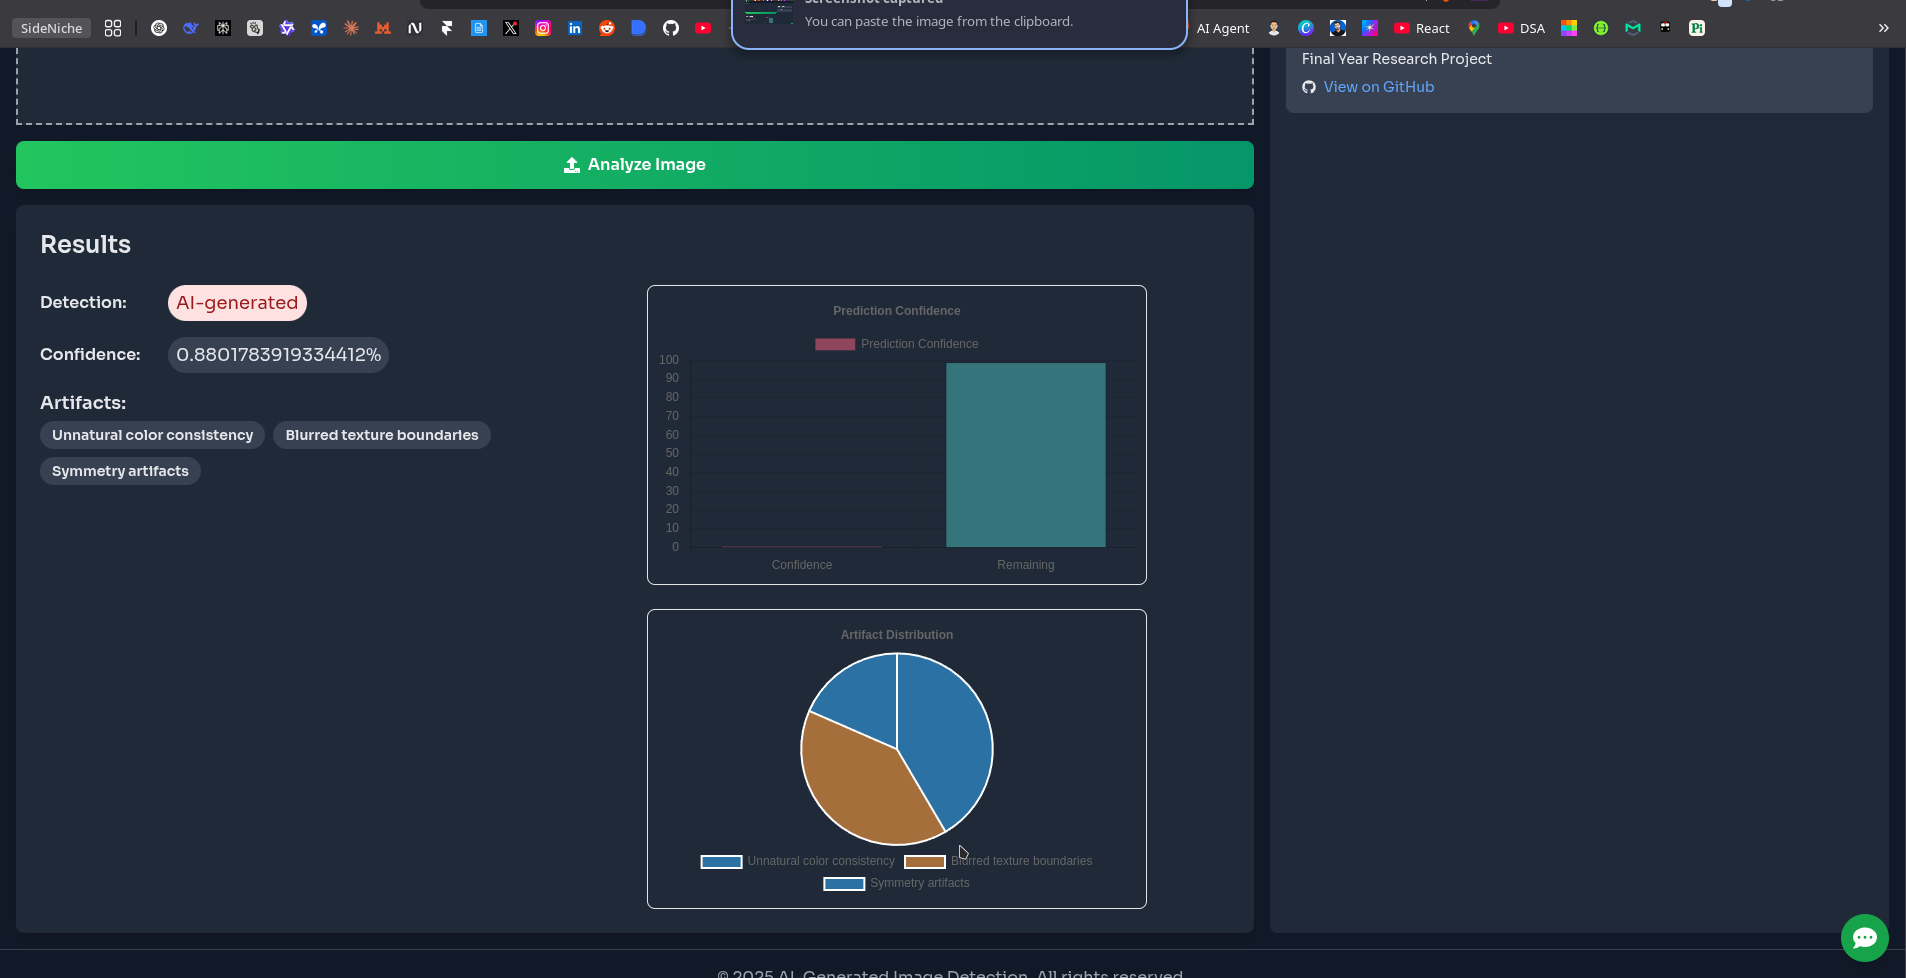 Screenshot captured
You can paste the image from the clipboard.
SideNiche
AI Agent
React
DSA
Pi
Final Year Research Project
View on GitHub
Analyze Image
Results
Detection: AI-generated
Confidence: 0.8801783919334412%
Artifacts:
Unnatural color consistency Blurred texture boundaries
Symmetry artifacts
Prediction Confidence
Prediction Confidence
100
90
80
70
60
50
40
30
20
10
0
Confidence Remaining
Artifact Distribution
Unnatural color consistency Blurred texture boundaries
Symmetry artifacts
© 2025 AI-Generated Image Detection. All rights reserved.